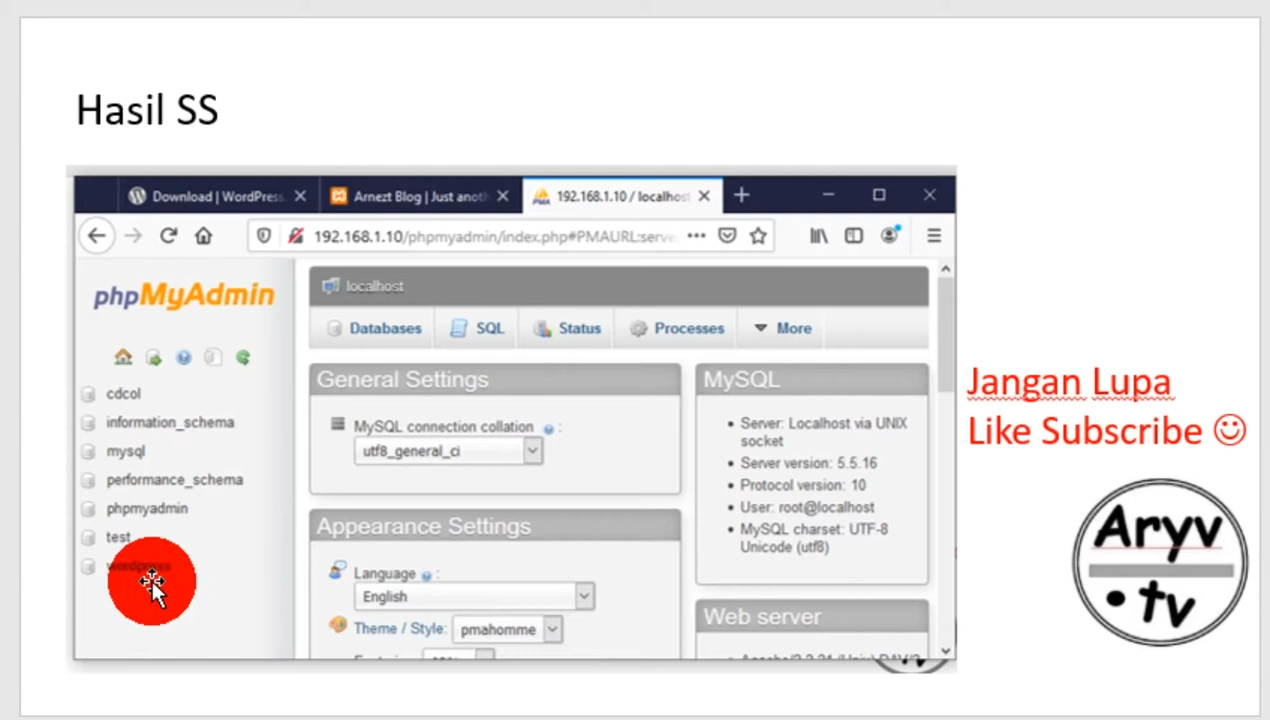 Hasil SS
Download | WordPress.
Arnezt Blog | Just anoth
192.168.1.10 / localhost
192.168.1.10/phpmyadmin/index.php#PMAURL:serve
phpMyAdmin
localhost
Databases
SQL
Status
Processes
More
cdcol
information_schema
mysql
performance_schema
phpmyadmin
test
wordpress
General Settings
MySQL connection collation :
utf8_general_ci
Appearance Settings
Language :
English
Theme / Style:
pmahomme
MySQL
Server: Localhost via UNIX
socket
Server version: 5.5.16
Protocol version: 10
User: root@localhost
MySQL charset: UTF-8
Unicode (utf8)
Web server
Jangan Lupa
Like Subscribe
Aryv
.tv